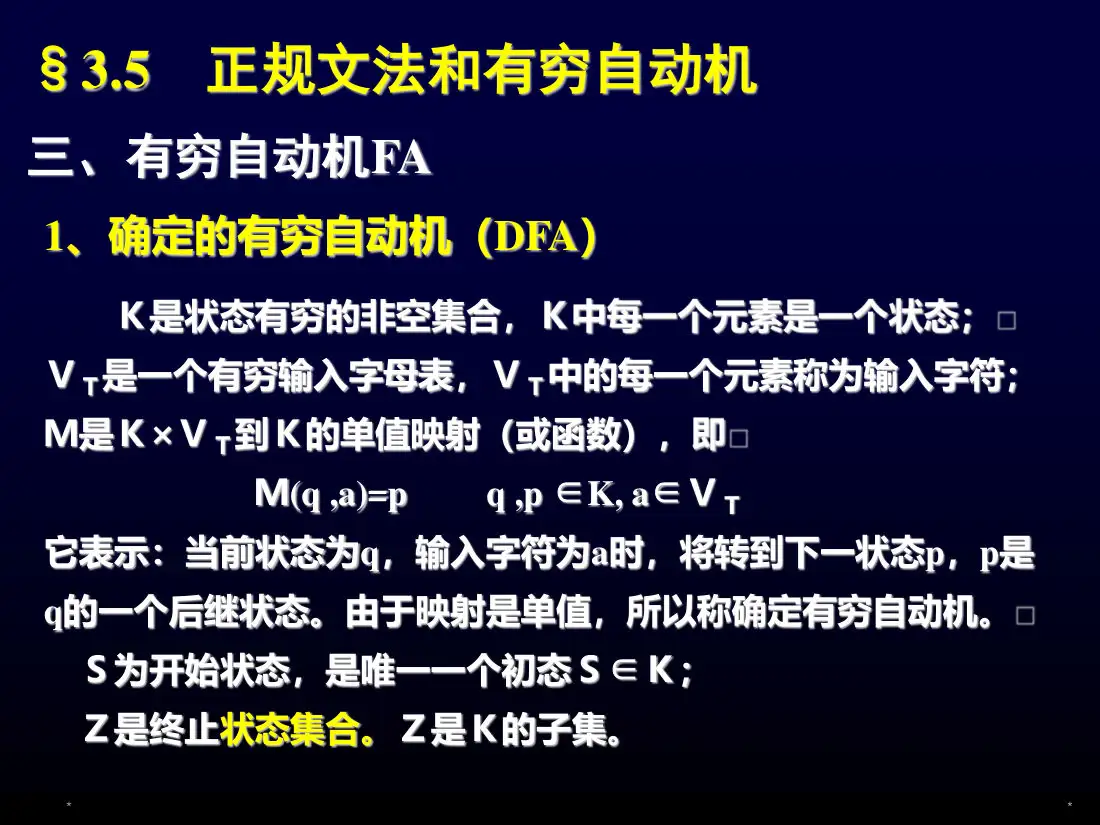 §3.5 正规文法和有穷自动机
三、有穷自动机FA
1、确定的有穷自动机（DFA）
K是状态有穷的非空集合，K中每一个元素是一个状态；□
VT是一个有穷输入字母表，VT中的每一个元素称为输入字符；
M是K×VT到K的单值映射（或函数），即□
M(q ,a)=p q ,p ∈K, a∈VT
它表示：当前状态为q，输入字符为a时，将转到下一状态p，p是
q的一个后继状态。由于映射是单值，所以称确定有穷自动机。□
S为开始状态，是唯一一个初态S∈K；
Z是终止状态集合。Z是K的子集。
* *